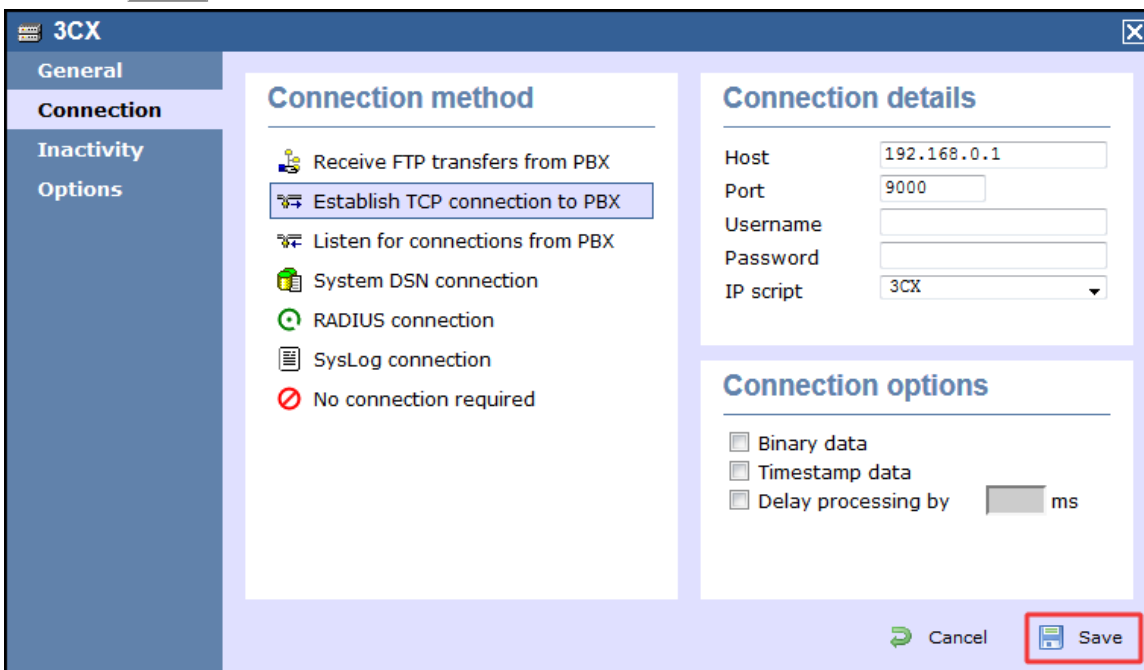 3CX
General
Connection
Inactivity
Options
Connection method
Receive FTP transfers from PBX
Establish TCP connection to PBX
Listen for connections from PBX
System DSN connection
RADIUS connection
SysLog connection
No connection required
Connection details
Host 192.168.0.1
Port 9000
Username
Password
IP script 3CX
Connection options
Binary data
Timestamp data
Delay processing by ms
Cancel Save